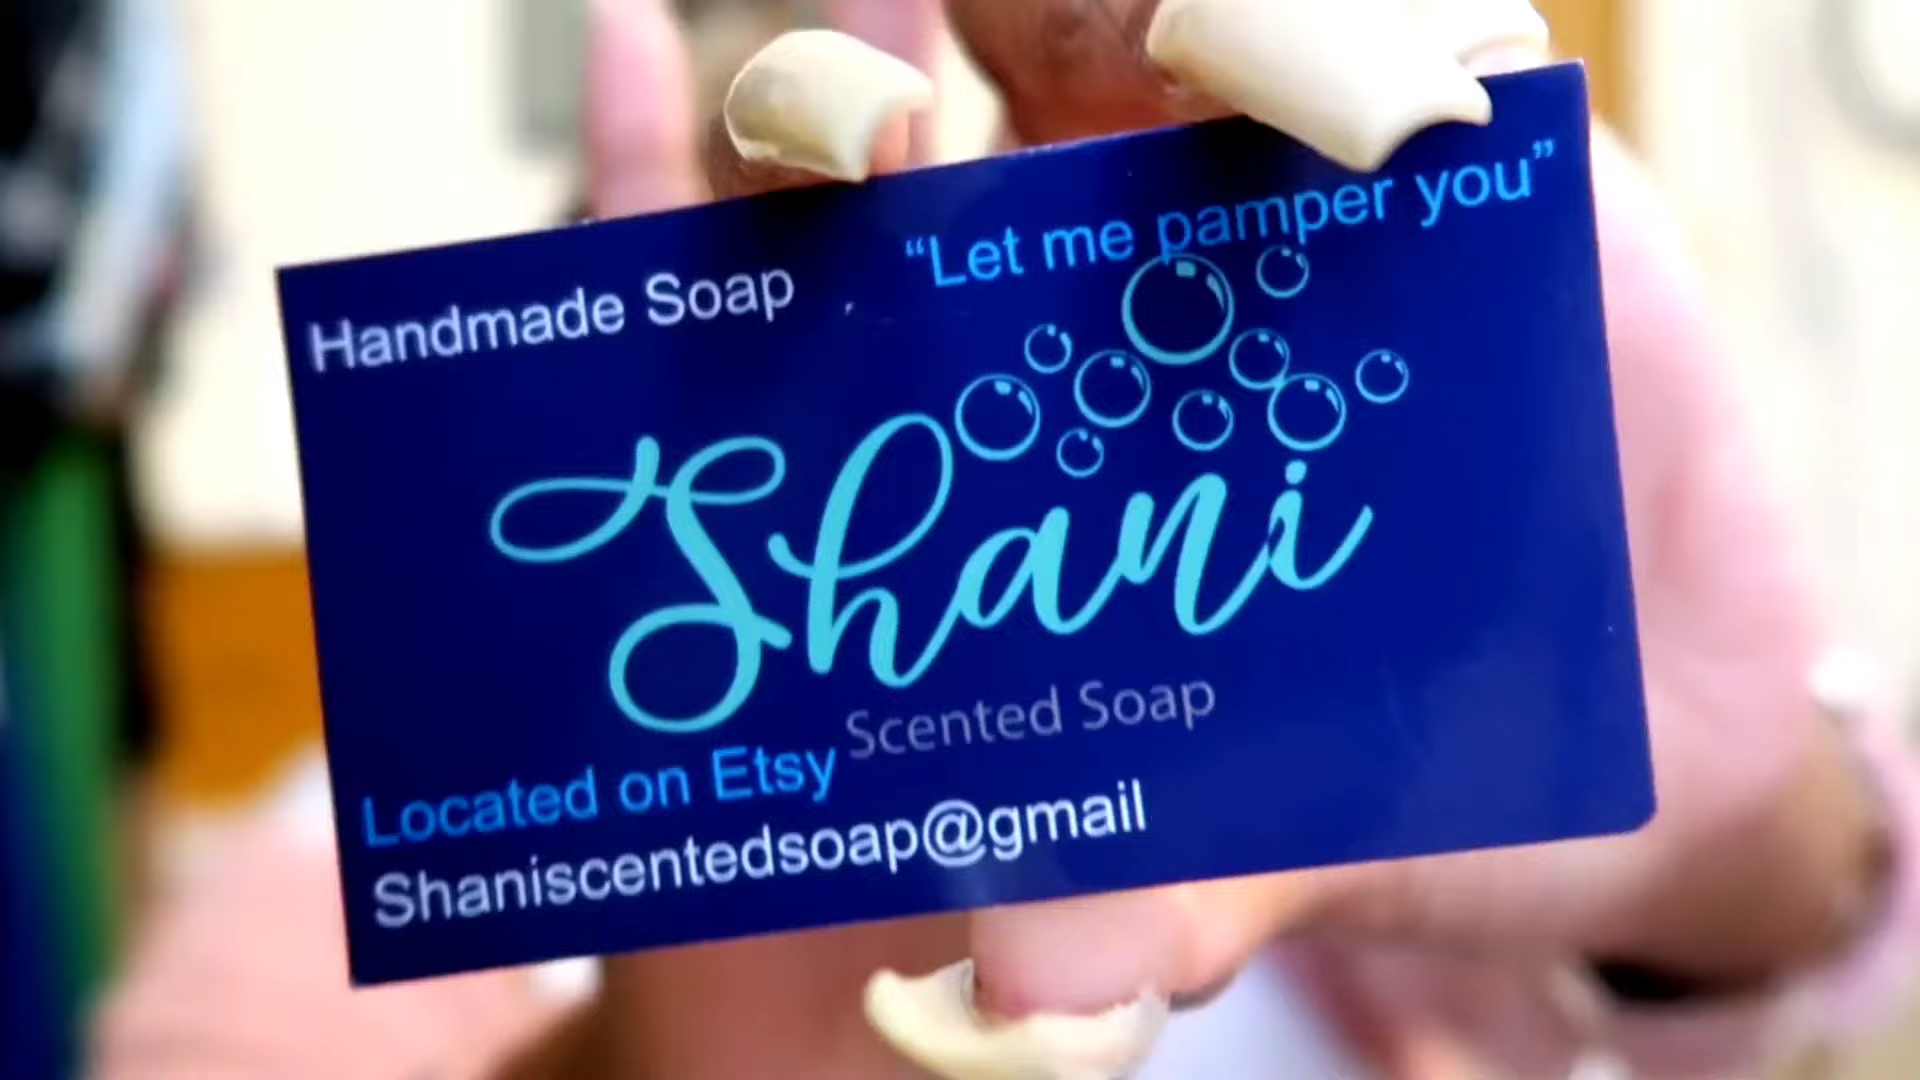 Handmade Soap
“Let me pamper you”
Shani
Scented Soap
Located on Etsy
Shaniscentedsoap@gmail